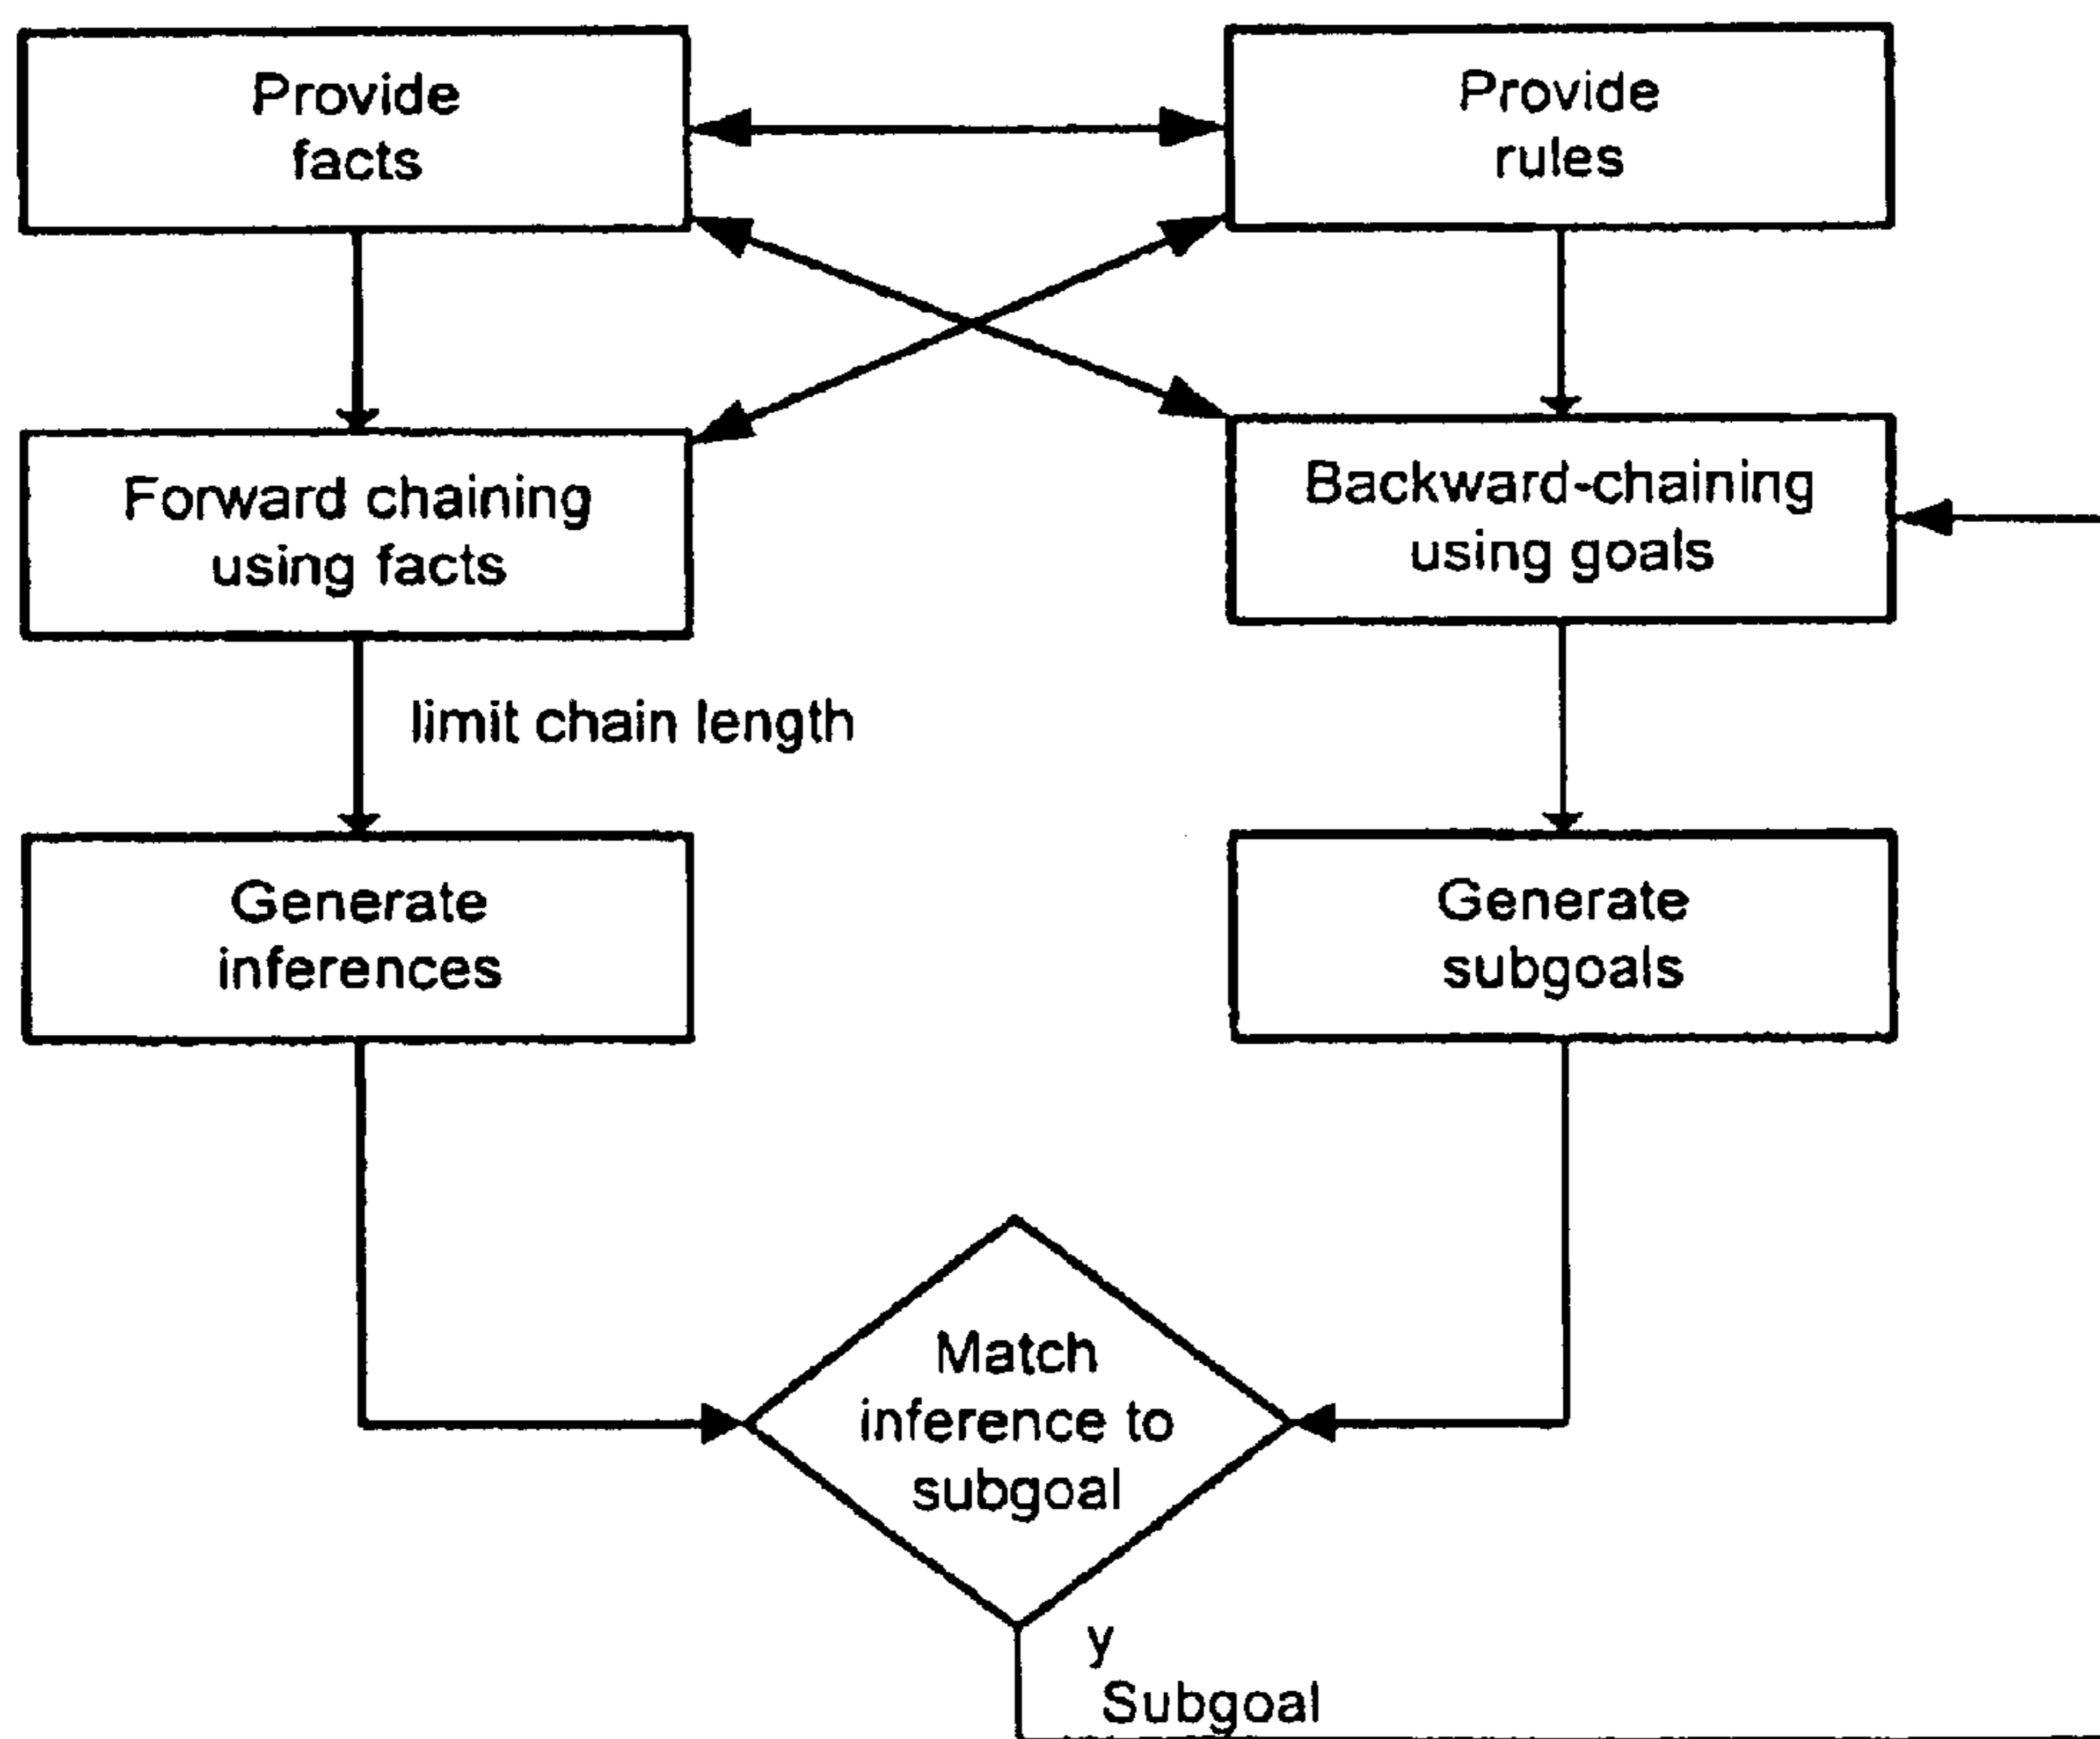 Provide
facts
Provide
rules
Forward chaining
using facts
Backward-chaining
using goals
limit chain length
Generate
inferences
Generate
subgoals
Match
inference to
subgoal
y
Subgoal